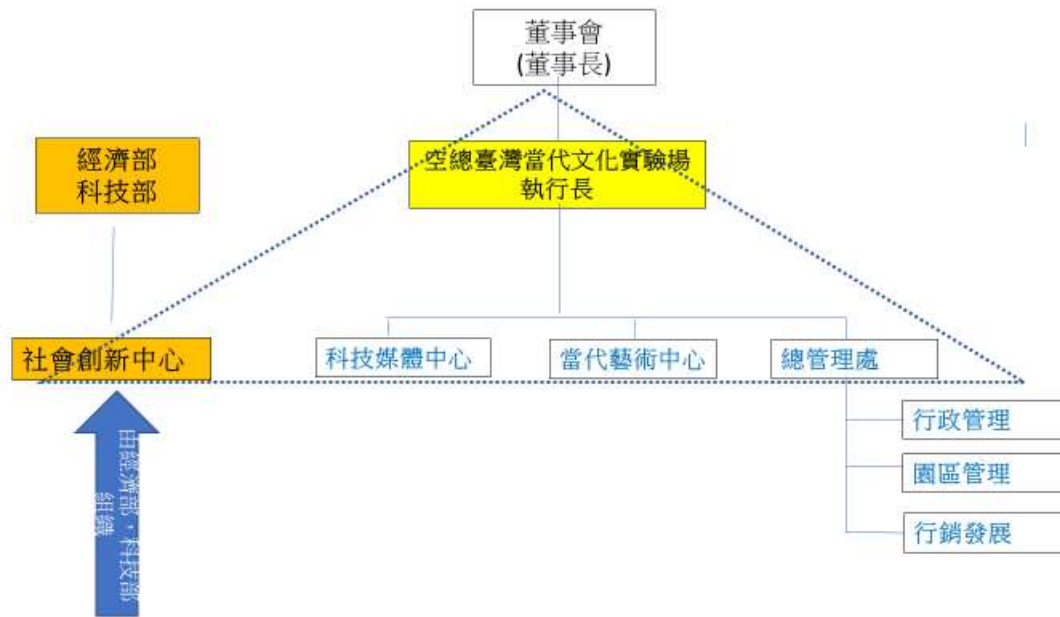 董事會
(董事長)
經濟部
科技部
空總臺灣當代文化實驗場
執行長
社會創新中心
科技媒體中心
當代藝術中心
總管理處
行政管理
園區管理
行銷發展
由經濟部，科技部
組織